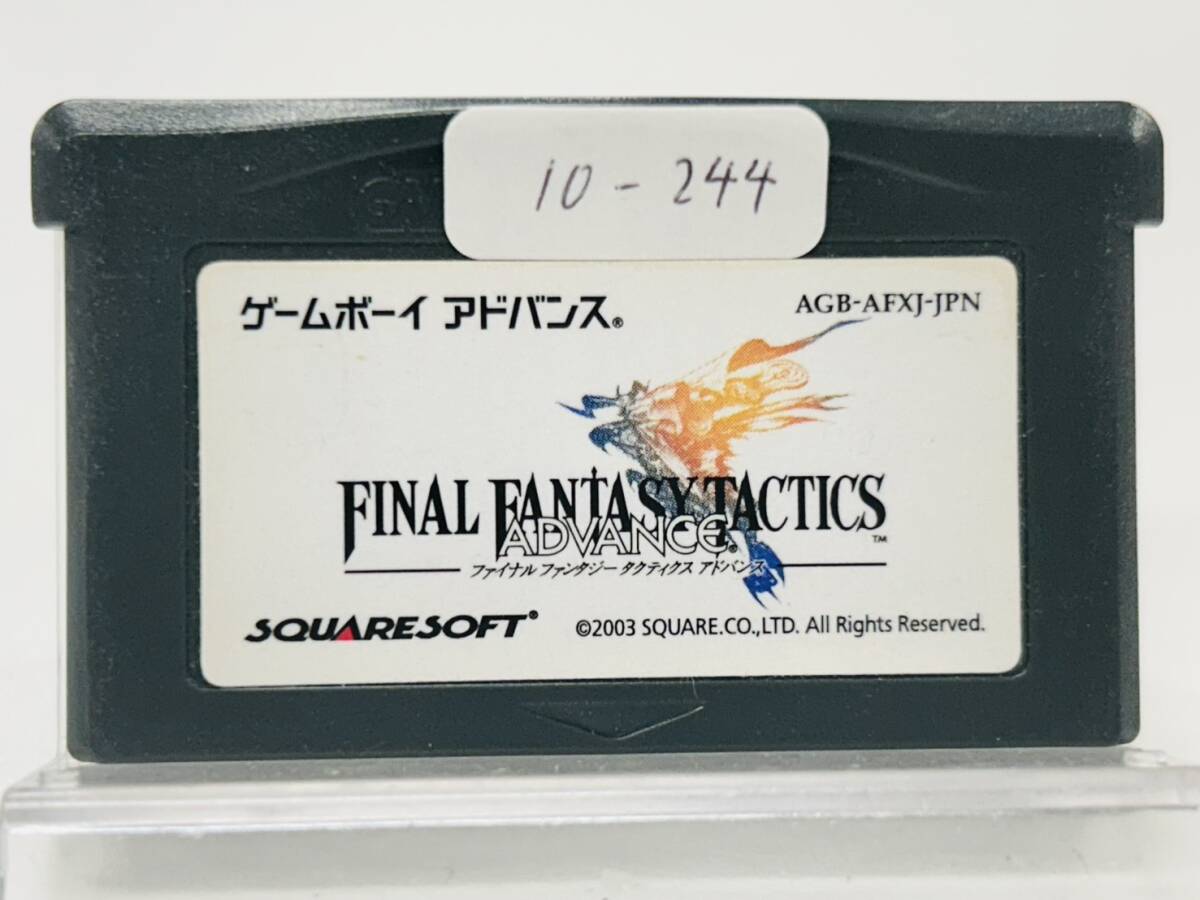 10-244
ゲームボーイ アドバンス®
AGB-AFXJ-JPN
FINAL FANTASY TACTICS™
ADVANCE®
ファイナル ファンタジー タクティクス アドバンス
SQUARESOFT®
©2003 SQUARE.CO.,LTD. All Rights Reserved.